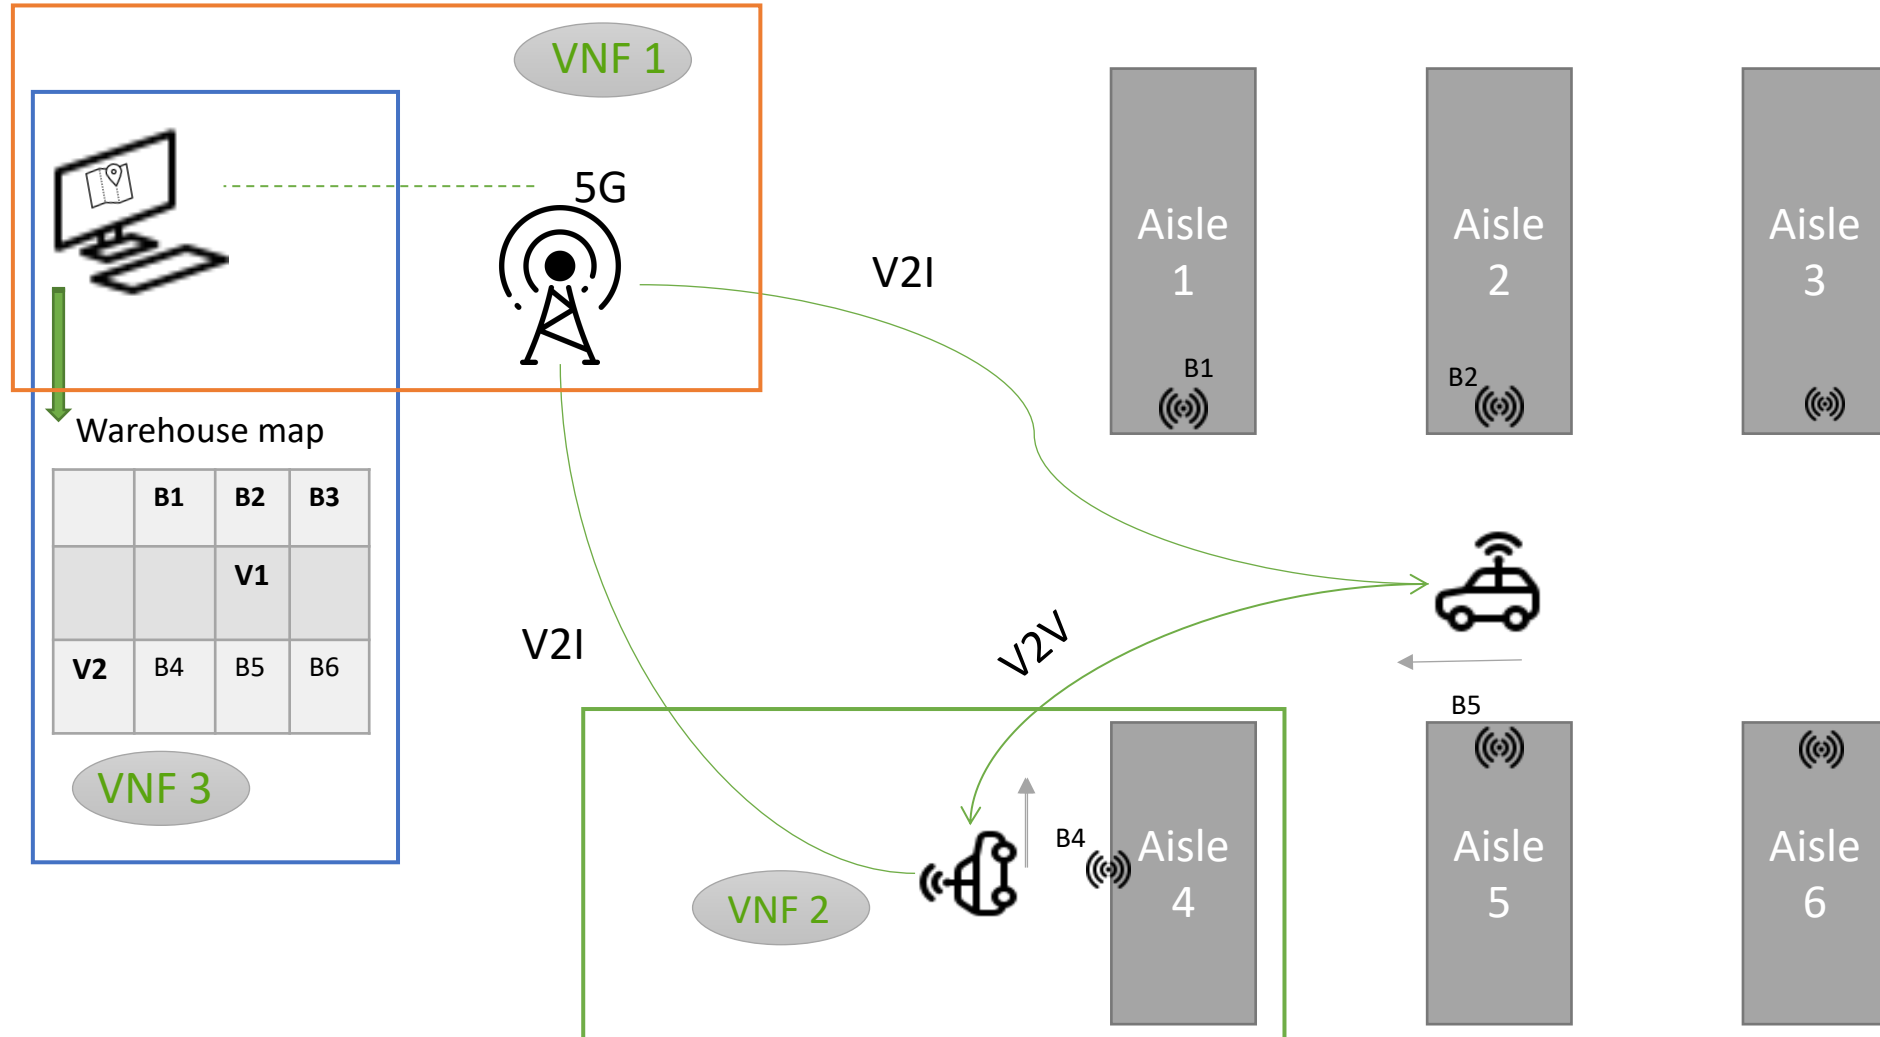 VNF 1
5G
V2I
Aisle
1
Aisle
2
Aisle
3
B1
B2
Warehouse map
B1 B2 B3
V1
V2 B4 B5 B6
VNF 3
V2I
V2V
B5
VNF 2
B4
Aisle
4
Aisle
5
Aisle
6